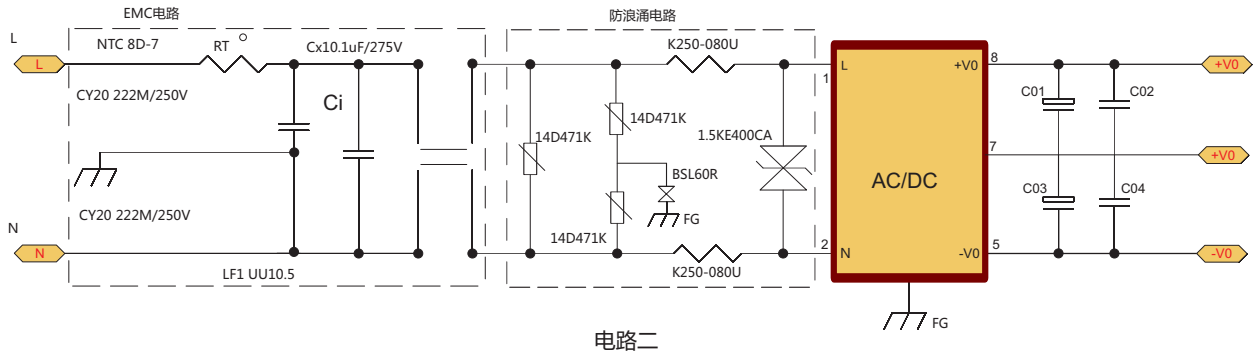 EMC电路
防浪涌电路
L
L
NTC 8D-7
RT
Cx10.1uF/275V
CY20 222M/250V
Ci
CY20 222M/250V
N
N
LF1 UU10.5
K250-080U
14D471K
14D471K
14D471K
BSL60R
FG
1.5KE400CA
K250-080U
1
L
2
N
AC/DC
+V0
8
7
-V0
5
FG
C01
C02
C03
C04
+V0
+V0
-V0
电路二